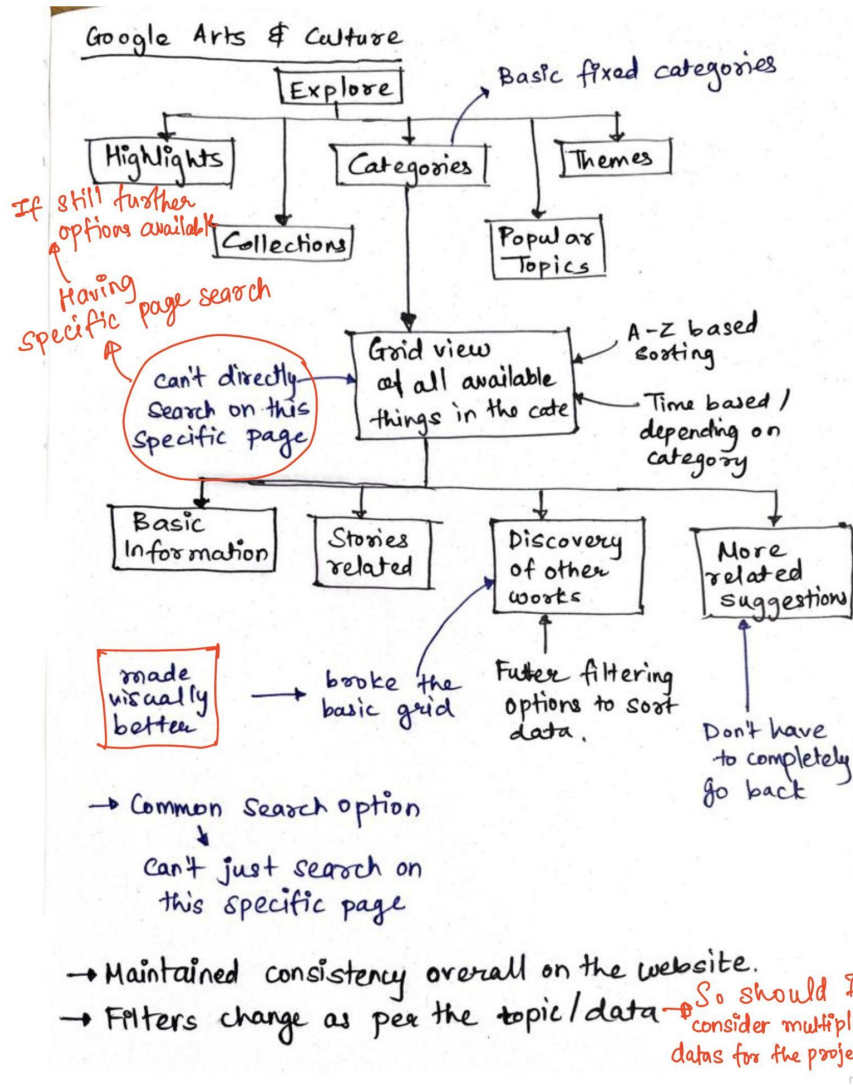 Google Arts & Culture
Explore
Basic fixed categories
Highlights
Categories
Themes
If still further
options availabl
Collections
Popular
Topics
Having
specific page search
can't directly
search on this
specific page
Grid view
of all available
things in the cate
A-Z based
sorting
Time based /
depending on
category
Basic
Information
Stories
related
Discovery
of other
works
More
related
suggestions
made
visually
better
broke the
basic grid
filtering
options to sort
data.
Don't have
to completely
go back
→ Common Search option
Can't just search on
this specific page
→ Maintained consistency overall on the website.
→ Filters change as per the topic/data
So should I
consider multipl
datas for the proje